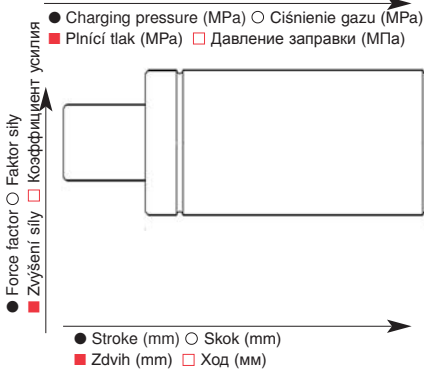 ● Charging pressure (MPa) ○ Ciśnienie gazu (MPa)
■ Plnící tlak (MPa) □ Давление заправки (МПа)
● Force factor ○ Faktor siły
■ Zvýšení síly □ Коэффициент усилия
● Stroke (mm) ○ Skok (mm)
■ Zdvih (mm) □ Ход (мм)